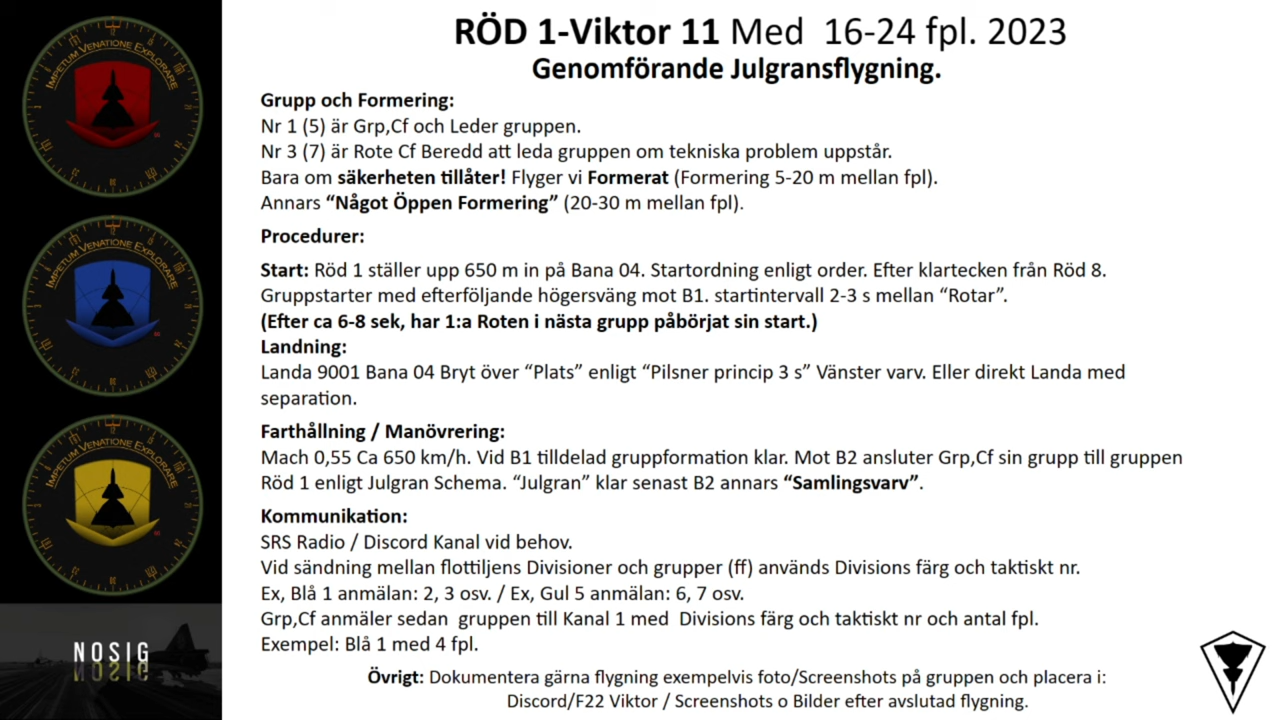 RÖD 1-Viktor 11 Med 16-24 fpl. 2023
Genomförande Julgransflygning.
Grupp och Formering:
Nr 1 (5) är Grp,Cf och Leder gruppen.
Nr 3 (7) är Rote Cf Beredd att leda gruppen om tekniska problem uppstår.
Bara om säkerheten tillåter! Flyger vi Formerat (Formering 5-20 m mellan fpl).
Annars “Något Öppen Formering” (20-30 m mellan fpl).
Procedurer:
Start: Röd 1 ställer upp 650 m in på Bana 04. Startordning enligt order. Efter klartecken från Röd 8.
Gruppstarter med efterföljande högersväng mot B1. startintervall 2-3 s mellan “Rotar”.
(Efter ca 6-8 sek, har 1:a Roten i nästa grupp påbörjat sin start.)
Landning:
Landa 9001 Bana 04 Bryt över “Plats” enligt “Pilsner princip 3 s” Vänster varv. Eller direkt Landa med
separation.
Farthållning / Manövrering:
Mach 0,55 Ca 650 km/h. Vid B1 tilldelad gruppformation klar. Mot B2 ansluter Grp,Cf sin grupp till gruppen
Röd 1 enligt Julgran Schema. “Julgran” klar senast B2 annars “Samlingsvarv”.
Kommunikation:
SRS Radio / Discord Kanal vid behov.
Vid sändning mellan flottiljens Divisioner och grupper (ff) används Divisions färg och taktiskt nr.
Ex, Blå 1 anmälan: 2, 3 osv. / Ex, Gul 5 anmälan: 6, 7 osv.
Grp,Cf anmäler sedan gruppen till Kanal 1 med Divisions färg och taktiskt nr och antal fpl.
Exempel: Blå 1 med 4 fpl.
Övrigt: Dokumentera gärna flygning exempelvis foto/Screenshots på gruppen och placera i:
Discord/F22 Viktor / Screenshots o Bilder efter avslutad flygning.
IMPETUM VENATIONE EXPLORARE
IMPETUM VENATIONE EXPLORARE
IMPETUM VENATIONE EXPLORARE
NOSIG